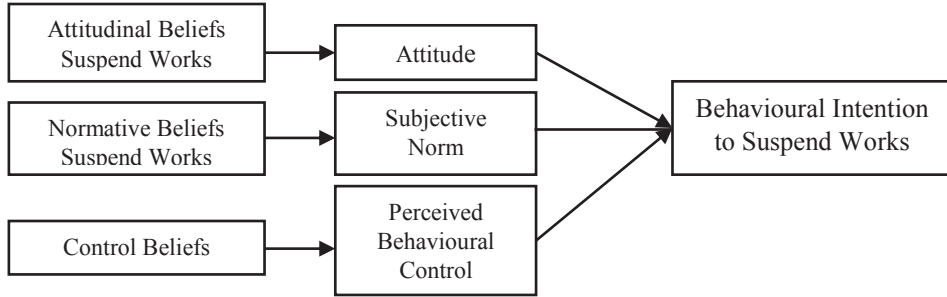 Attitudinal Beliefs
Suspend Works
Attitude
Normative Beliefs
Suspend Works
Subjective
Norm
Control Beliefs
Perceived
Behavioural
Control
Behavioural Intention
to Suspend Works